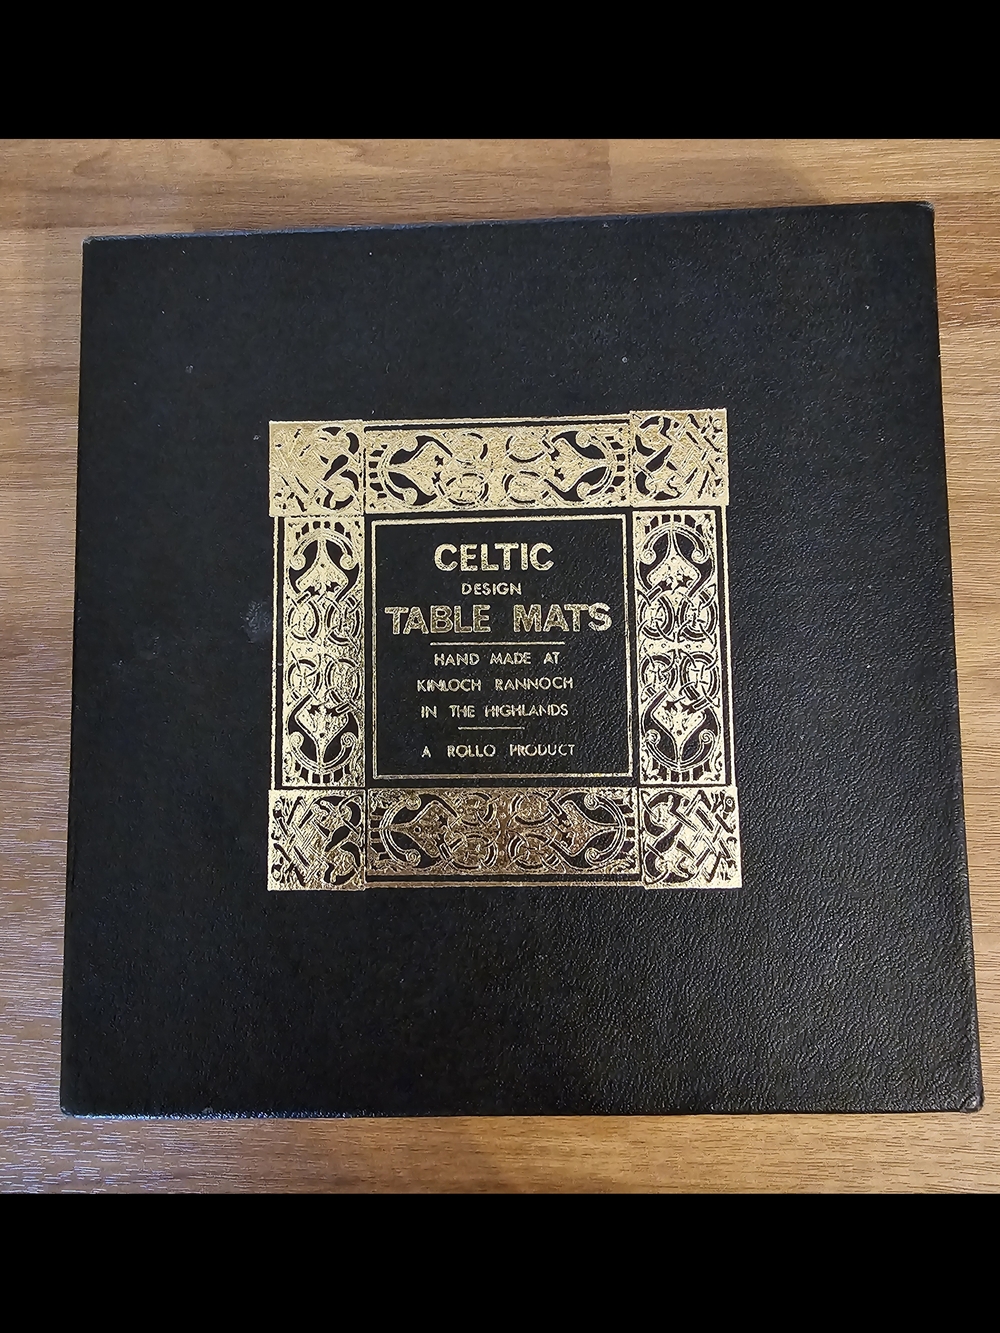 CELTIC
DESIGN
TABLE MATS
HAND MADE AT
KINLOCH RANNOCH
IN THE HIGHLANDS
A ROLLO PRODUCT